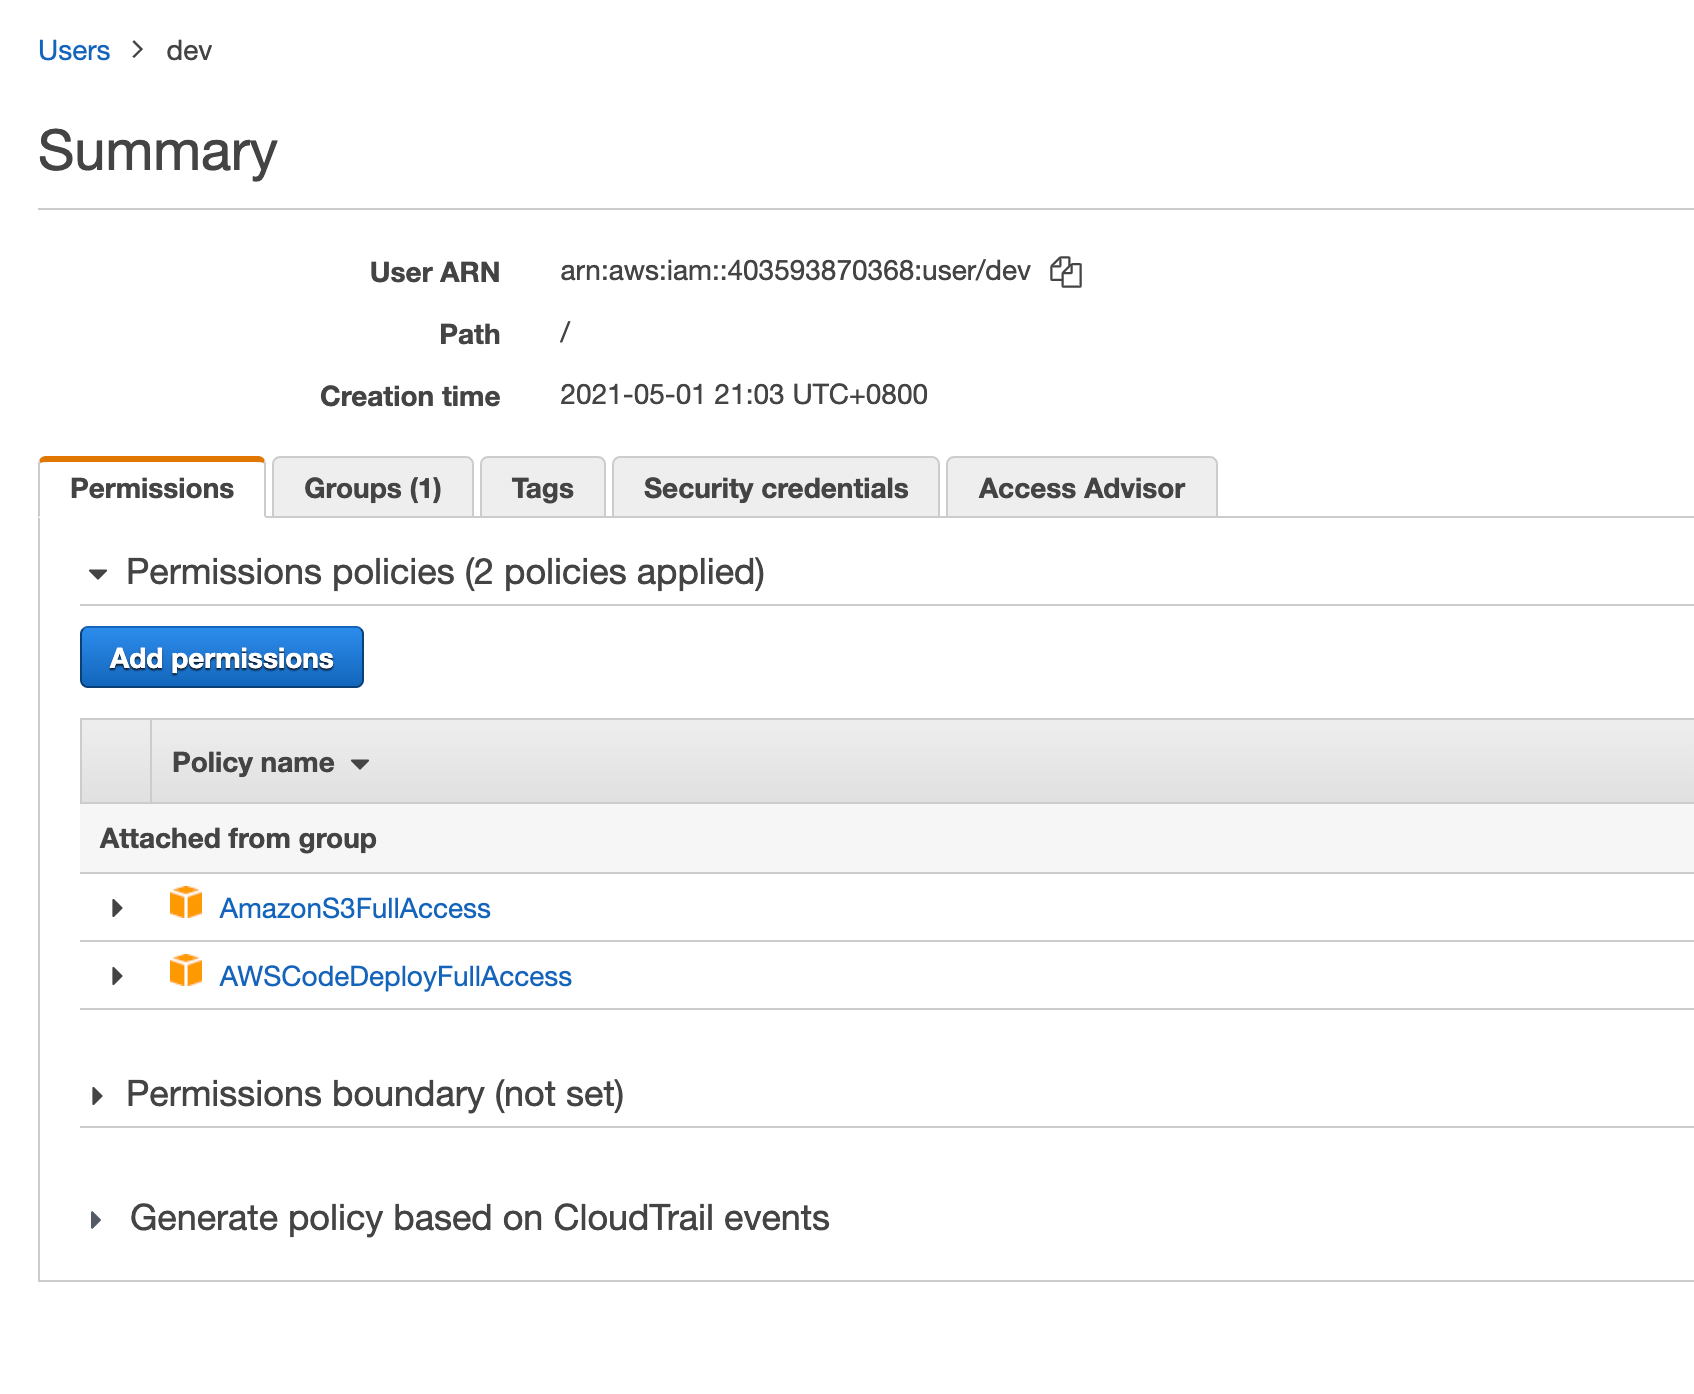 Users > dev
Summary
User ARN arn:aws:iam::403593870368:user/dev
Path /
Creation time 2021-05-01 21:03 UTC+0800
Permissions Groups (1) Tags Security credentials Access Advisor
Permissions policies (2 policies applied)
Add permissions
Policy name
Attached from group
AmazonS3FullAccess
AWSCodeDeployFullAccess
Permissions boundary (not set)
Generate policy based on CloudTrail events